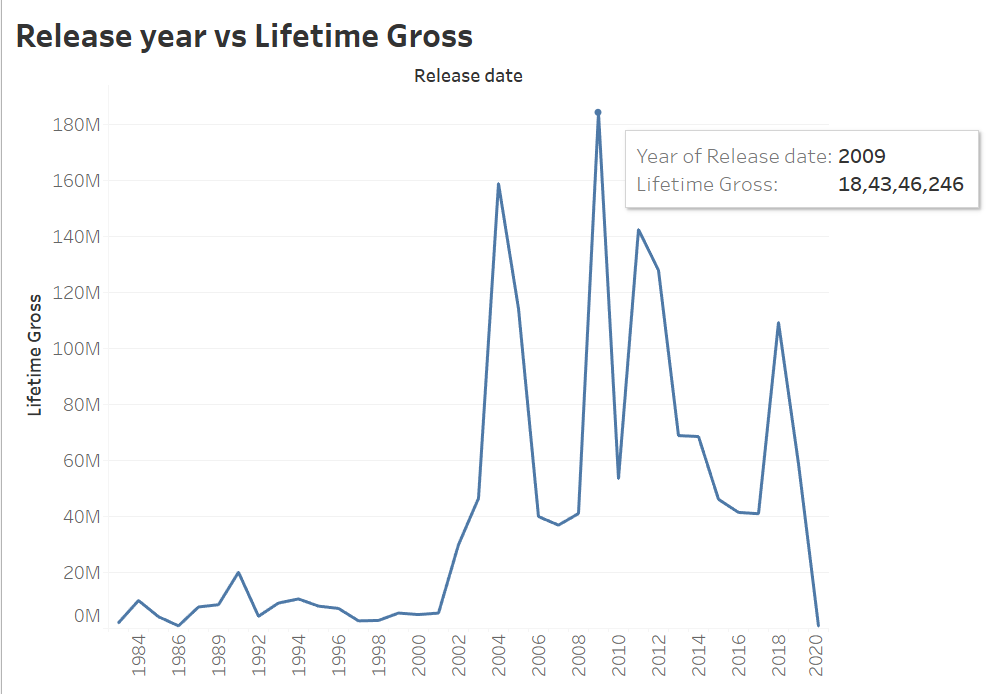 Release year vs Lifetime Gross
Release date
180M
Year of Release date: 2009
Lifetime Gross: 18,43,46,246
160M
140M
120M
100M
80M
60M
40M
20M
0M
Lifetime Gross
1984
1986
1989
1992
1994
1996
1998
2000
2002
2004
2006
2008
2010
2012
2014
2016
2018
2020